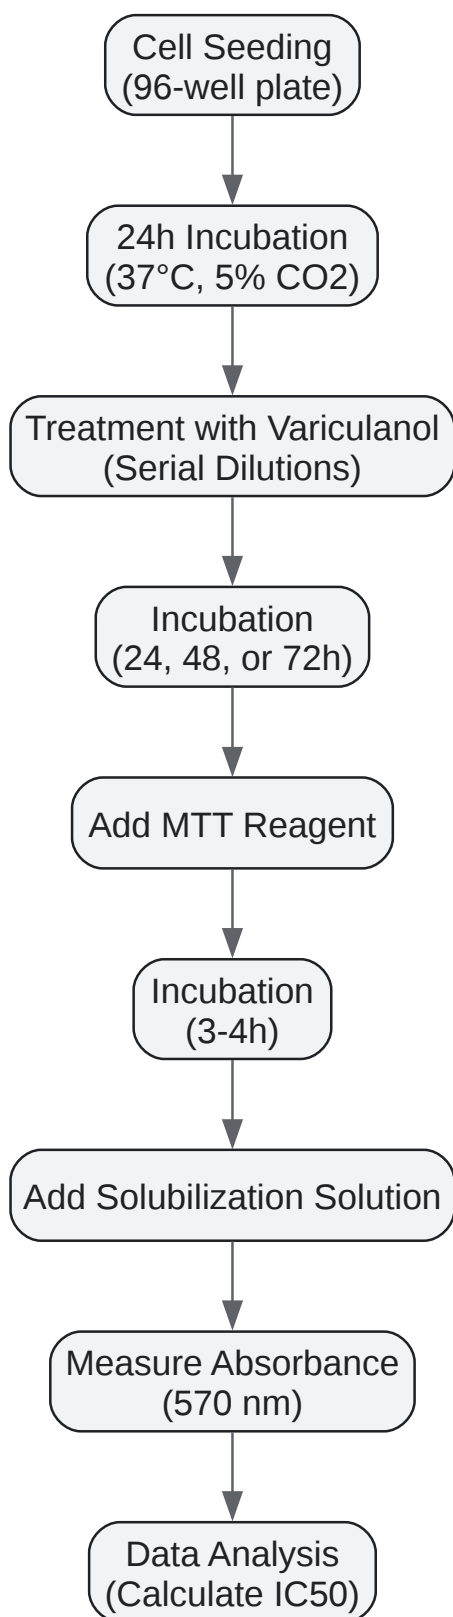 Cell Seeding
(96-well plate)
24h Incubation
(37°C, 5% CO2)
Treatment with Variculanol
(Serial Dilutions)
Incubation
(24, 48, or 72h)
Add MTT Reagent
Incubation
(3-4h)
Add Solubilization Solution
Measure Absorbance
(570 nm)
Data Analysis
(Calculate IC50)